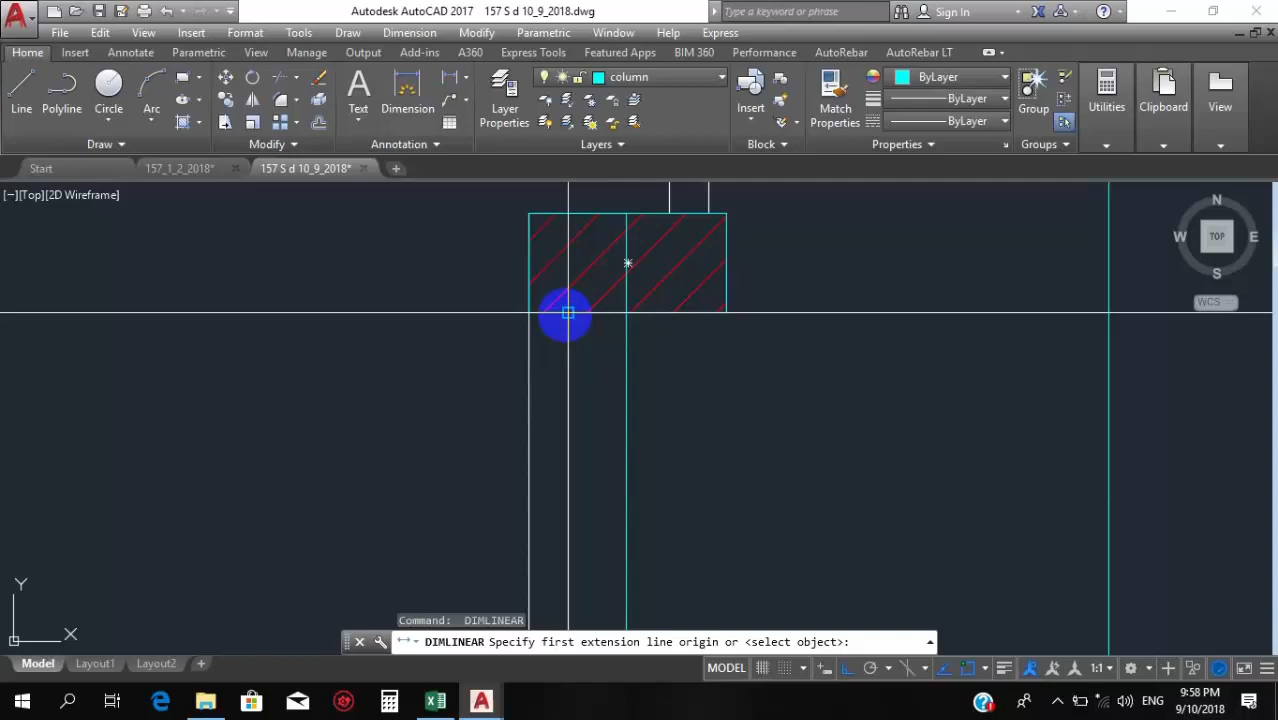 Autodesk AutoCAD 2017 157 S d 10_9_2018.dwg
Type a keyword or phrase
Sign In
File Edit View Insert Format Tools Draw Dimension Modify Parametric Window Help Express
Home Insert Annotate Parametric View Manage Output Add-ins A360 Express Tools Featured Apps BIM 360 Performance AutoRebar AutoRebar LT
column
ByLayer
ByLayer
ByLayer
Line Polyline Circle Arc Text Dimension Layer Properties Insert Match Properties Group Utilities Clipboard View
Draw Modify Annotation Layers Block Properties Groups
Start 157_1_2_2018* 157 S d 10_9_2018*
[−][Top][2D Wireframe]
N
W TOP E
S
WCS
Y
X
Command: DIMLINEAR
DIMLINEAR Specify first extension line origin or <select object>:
Model Layout1 Layout2
MODEL
1:1
ENG
9:58 PM
9/10/2018